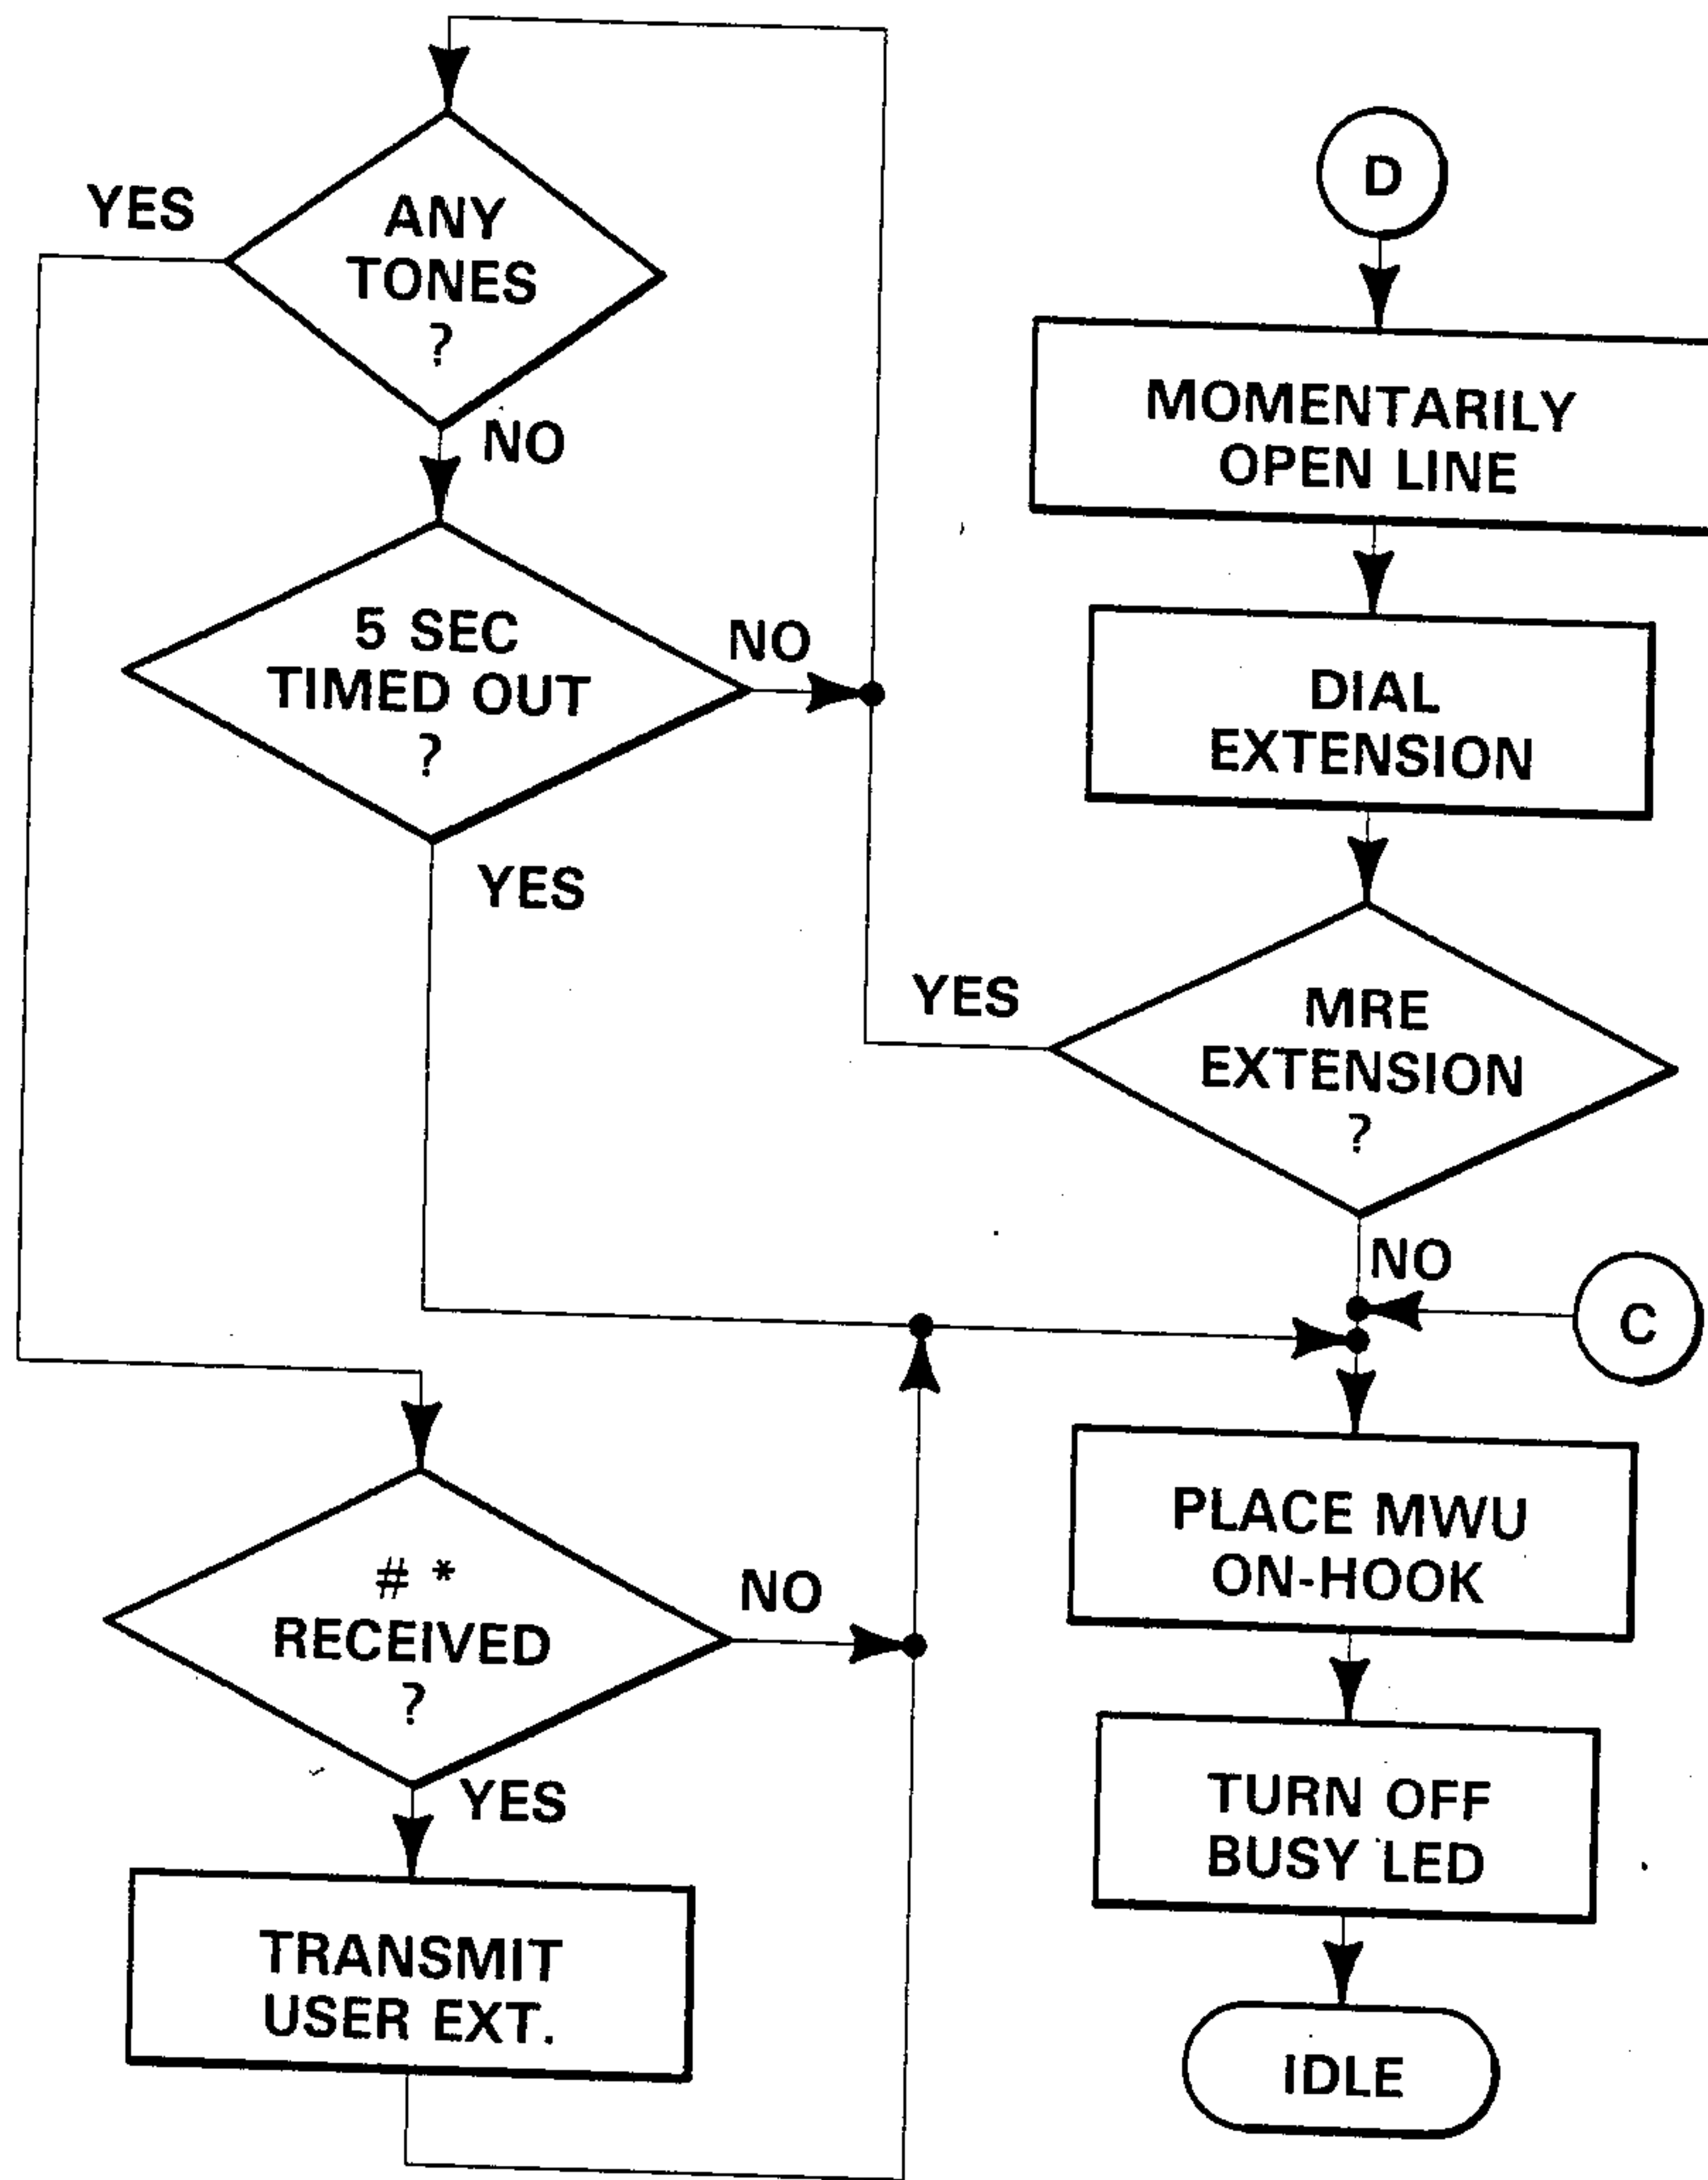 ANY
TONES
?
YES
NO
5 SEC
TIMED OUT
?
NO
YES
# *
RECEIVED
?
NO
YES
TRANSMIT
USER EXT.
D
MOMENTARILY
OPEN LINE
DIAL
EXTENSION
MRE
EXTENSION
?
YES
NO
C
PLACE MWU
ON-HOOK
TURN OFF
BUSY LED
IDLE